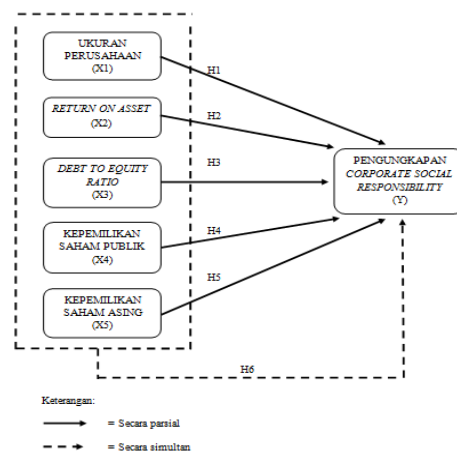 UKURAN
PERUSAHAAN
(X1)
H1
RETURN ON ASSET
(X2)
H2
DEBT TO EQUITY
RATIO
(X3)
H3
PENGUNGKAPAN
CORPORATE SOCIAL
RESPONSIBILITY
(Y)
KEPEMILIKAN
SAHAM PUBLIK
(X4)
H4
KEPEMILIKAN
SAHAM ASING
(X5)
H5
H6
Keterangan:
= Secara parsial
= Secara simultan